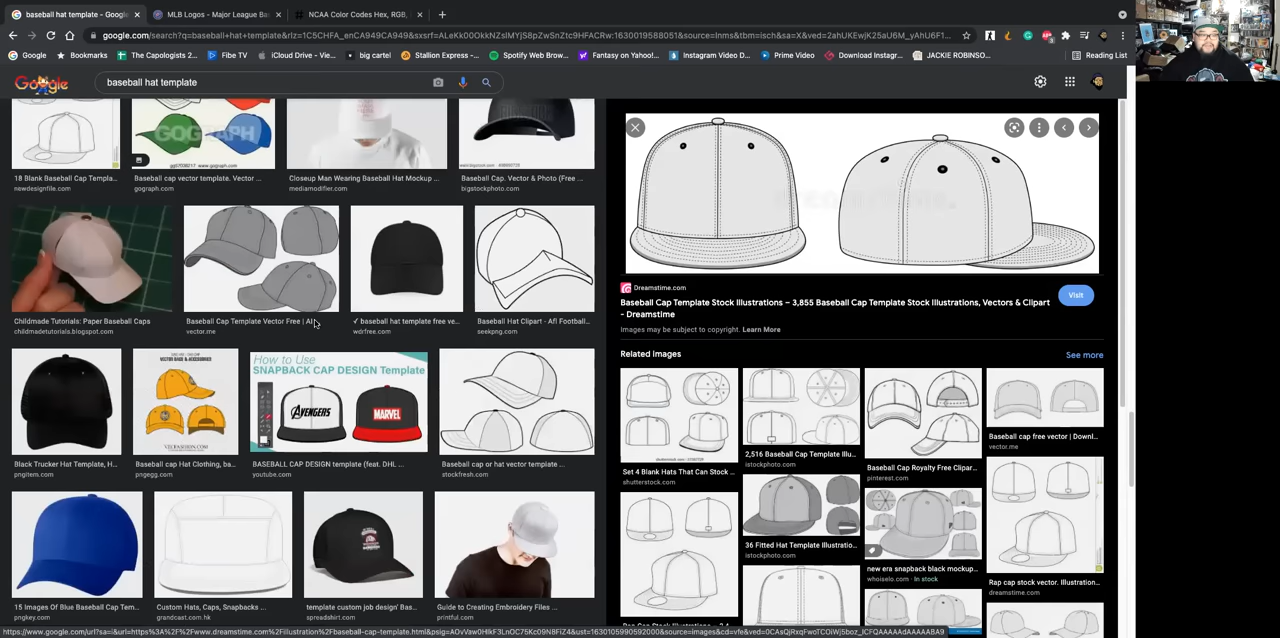 baseball hat template - Google
MLB Logos - Major League Ba
NCAA Color Codes Hex, RGB,
google.com/search?q=baseball+hat+template&rlz=1C5CHFA_enCA949CA949&sxsrf=
Google
Bookmarks
The Capologists 2...
Fibe TV
iCloud Drive - Vie...
big cartel
Stallion Express -...
Spotify Web Brow...
Fantasy on Yahoo!...
Instagram Video D...
Prime Video
Download Instagr...
JACKIE ROBINSO...
Reading List
Google
baseball hat template
GOGRAPH
18 Blank Baseball Cap Templa...
newdesignfile.com
Baseball cap vector template. Vector ...
gograph.com
Closeup Man Wearing Baseball Hat Mockup ...
mediamodifier.com
Baseball Cap. Vector & Photo (Free ...
bigstockphoto.com
Childmade Tutorials: Paper Baseball Caps
childmadetutorials.blogspot.com
Baseball Cap Template Vector Free | AI,
vector.me
✓ baseball hat template free ve...
wdrfree.com
Baseball Hat Clipart - Afl Football...
seekpng.com
How to Use
SNAPBACK CAP DESIGN Template
AVENGERS
MARVEL
Black Trucker Hat Template, H...
pngitem.com
Baseball cap Hat Clothing, ba...
pngegg.com
BASEBALL CAP DESIGN template (feat. DHL ...
youtube.com
Baseball cap or hat vector template ...
stockfresh.com
15 Images Of Blue Baseball Cap Tem...
pngkey.com
Custom Hats, Caps, Snapbacks ...
grandcast.com.hk
template custom job design' Bas...
spreadshirt.com
Guide to Creating Embroidery Files ...
printful.com
Dreamstime.com
Baseball Cap Template Stock Illustrations – 3,855 Baseball Cap Template Stock Illustrations, Vectors & Clipart
- Dreamstime
Visit
Images may be subject to copyright. Learn More
Related images
See more
Set 4 Blank Hats That Can Stock ...
shutterstock.com
2,516 Baseball Cap Template Illu...
istockphoto.com
Baseball Cap Royalty Free Clipar...
pinterest.com
Baseball cap free vector | Downl...
vector.me
36 Fitted Hat Template Illustratio...
istockphoto.com
new era snapback black mockup...
whoiselo.com · In stock
Rap cap stock vector. Illustration...
dreamstime.com